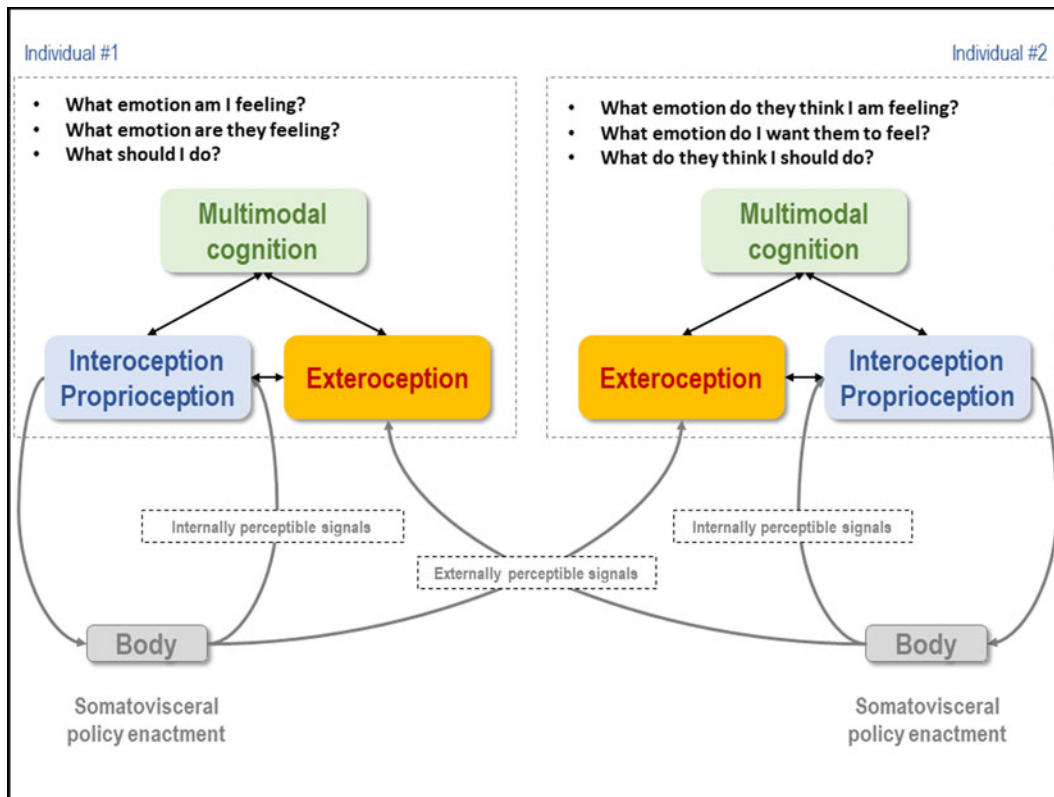 Individual #1
• What emotion am I feeling?
• What emotion are they feeling?
• What should I do?
Multimodal
cognition
Interoception
Proprioception
Exteroception
Individual #2
• What emotion do they think I am feeling?
• What emotion do I want them to feel?
• What do they think I should do?
Multimodal
cognition
Exteroception
Interoception
Proprioception
Internally perceptible signals
Externally perceptible signals
Internally perceptible signals
Body
Somatovisceral
policy enactment
Body
Somatovisceral
policy enactment